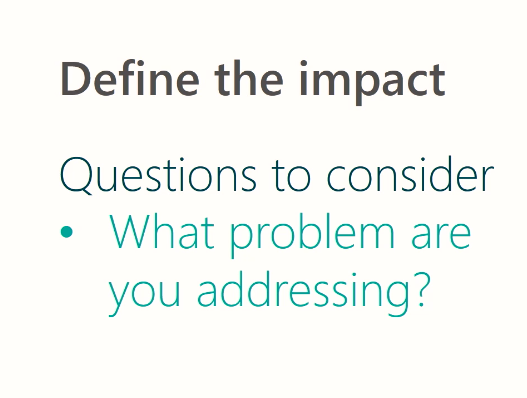 Define the impact
Questions to consider
• What problem are
you addressing?